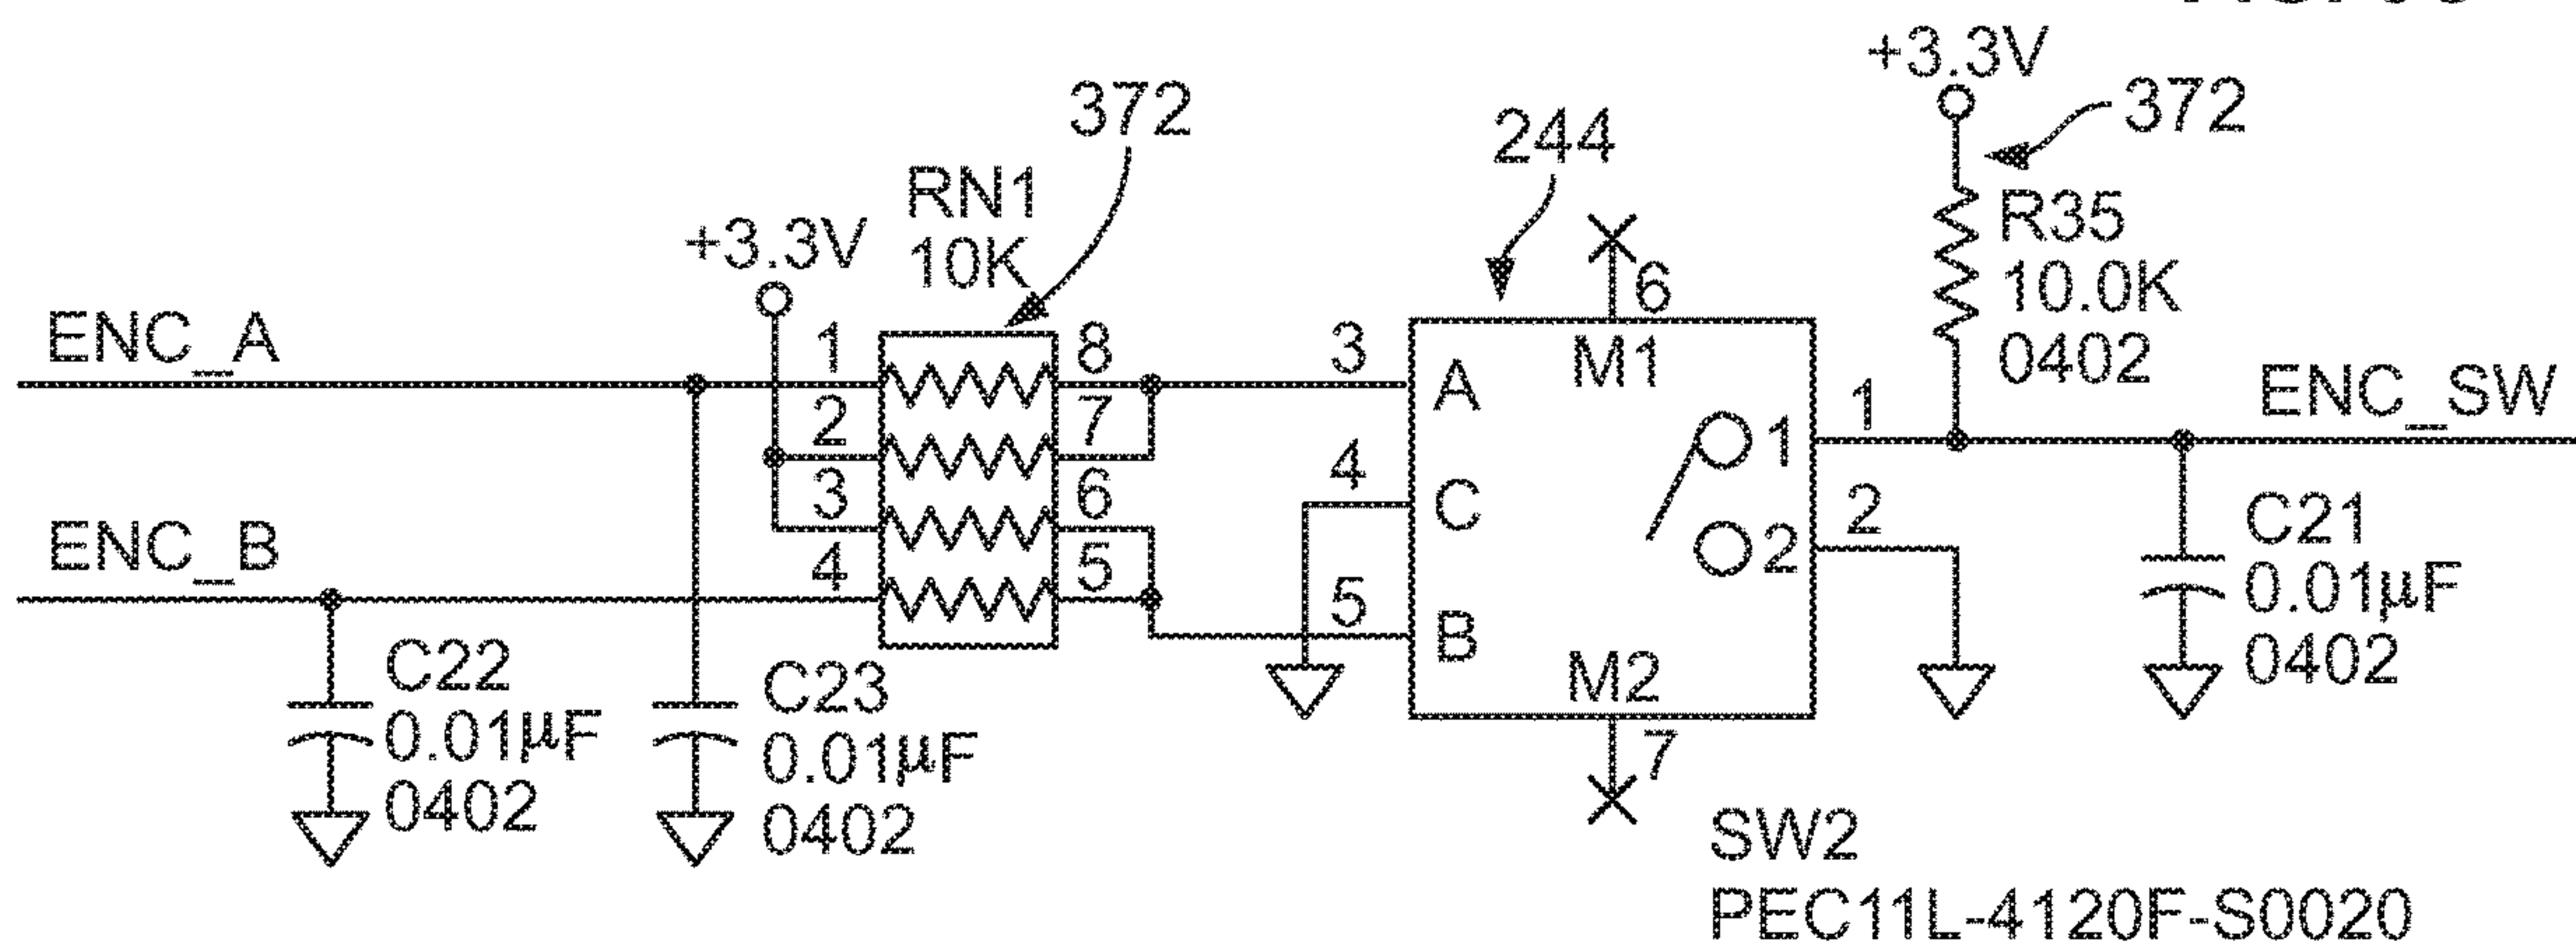 +3.3V
372
372
244
RN1
10K
+3.3V
R35
10.0K
0402
6
ENC_A
1
8
3
A
M1
1
ENC_SW
2
7
1
3
6
4
C
2
2
ENC_B
4
5
5
B
M2
C21
0.01µF
0402
C22
0.01µF
0402
C23
0.01µF
0402
7
SW2
PEC11L-4120F-S0020